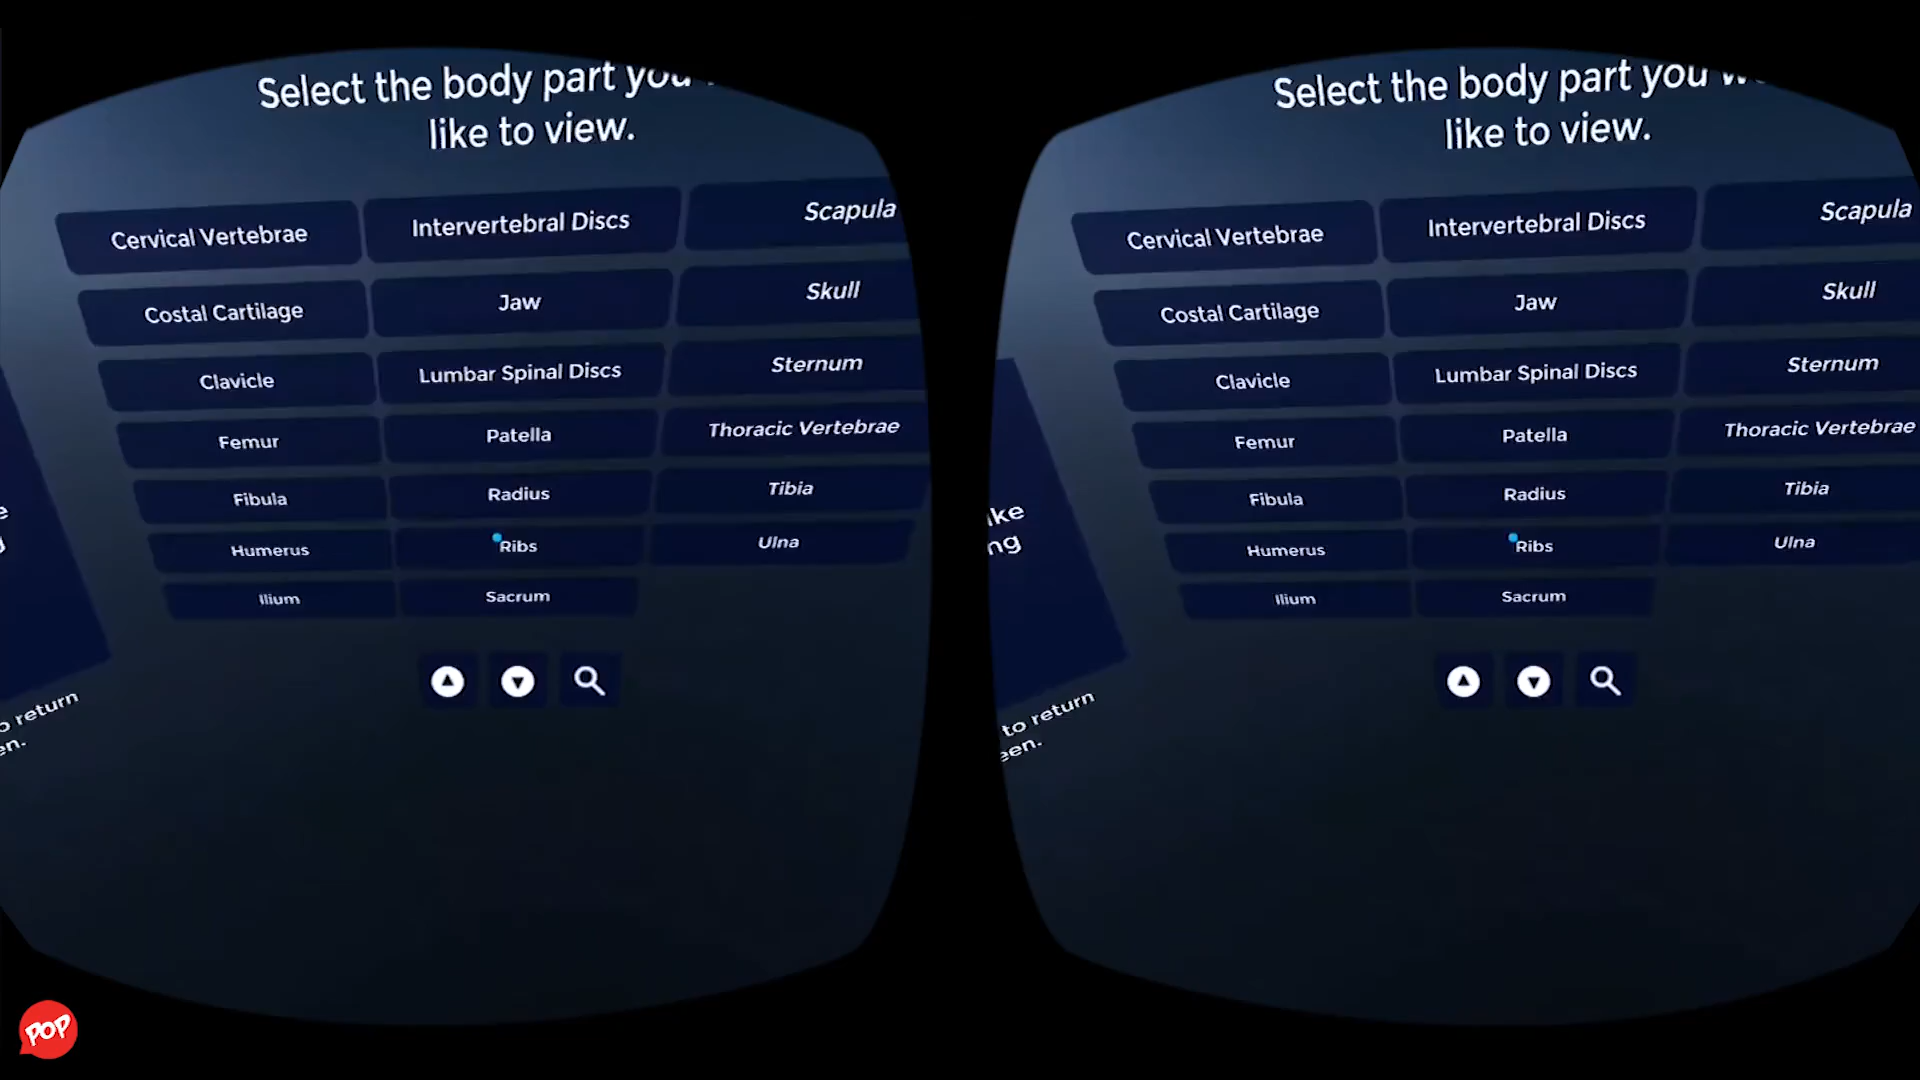 Select the body part you
like to view.
Cervical Vertebrae
Intervertebral Discs
Scapula
Costal Cartilage
Jaw
Skull
Clavicle
Lumbar Spinal Discs
Sternum
Femur
Patella
Thoracic Vertebrae
Fibula
Radius
Tibia
Humerus
Ribs
Ulna
Ilium
Sacrum
return
Select the body part you
like to view.
Cervical Vertebrae
Intervertebral Discs
Scapula
Costal Cartilage
Jaw
Skull
Clavicle
Lumbar Spinal Discs
Sternum
Femur
Patella
Thoracic Vertebrae
Fibula
Radius
Tibia
Humerus
Ribs
Ulna
Ilium
Sacrum
to return
POP